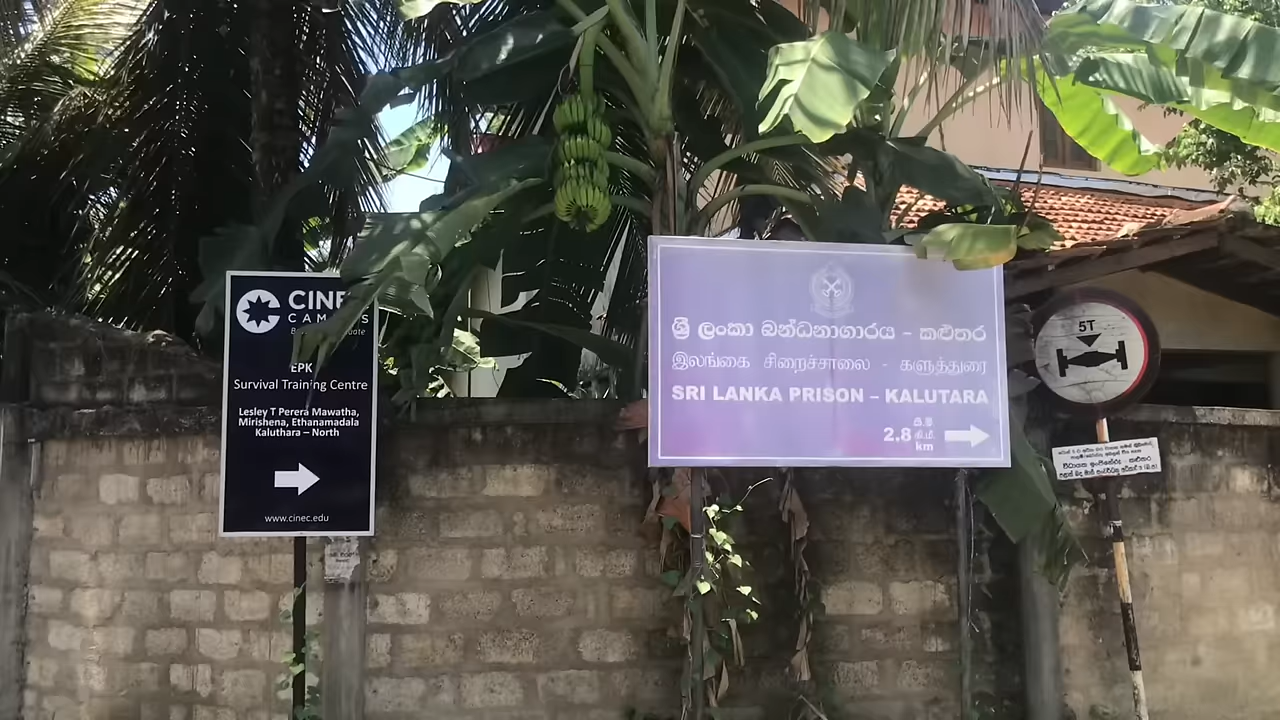 CINEC
CAMPUS
EPK
Survival Training Centre
Lesley T Perera Mawatha,
Mirishena, Ethanamadala
Kaluthara – North
www.cinec.edu
ශ්‍රී ලංකා බන්ධනාගාරය – කළුතර
இலங்கை சிறைச்சாலை - களுத்துறை
SRI LANKA PRISON – KALUTARA
2.8
කි.මී
கி.மீ.
km
5T